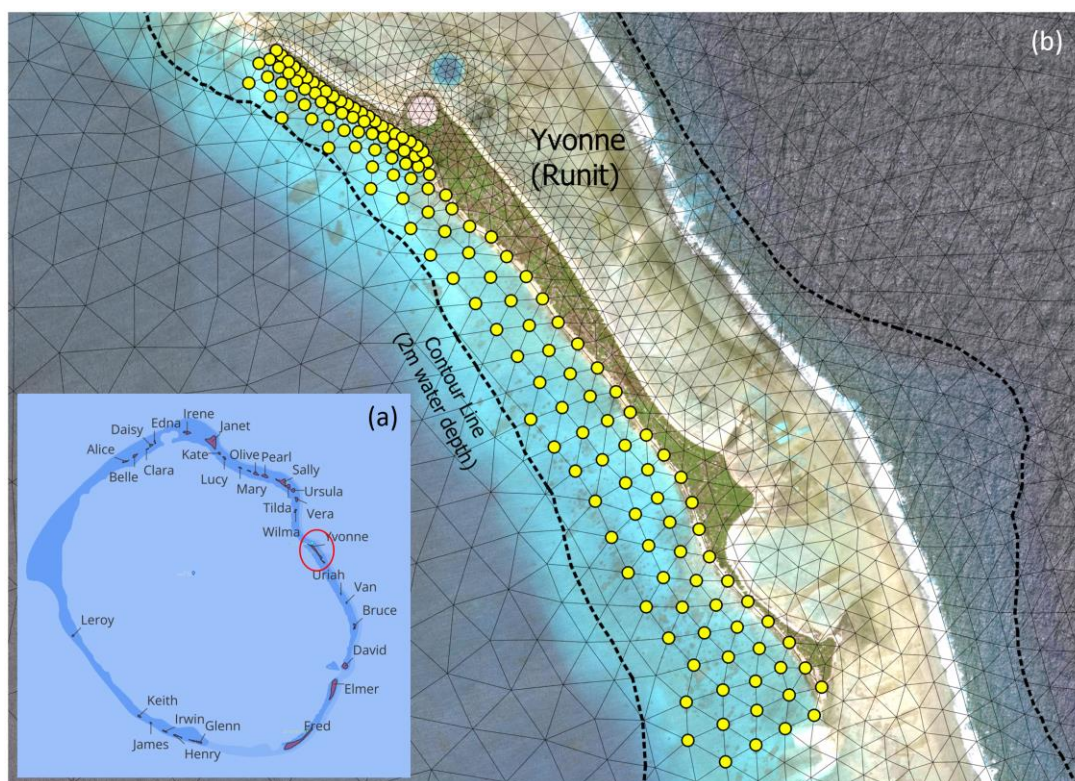 (b)
Yvonne
(Runit)
Contour Line
(2m water depth)
(a)
Irene
Daisy
Edna
Janet
Alice
Kate
Olive
Pearl
Belle
Clara
Lucy
Mary
Sally
Ursula
Tilda
Vera
Wilma
Yvonne
Uriah
Van
Bruce
Leroy
David
Elmer
Keith
Irwin
Glenn
Fred
James
Henry